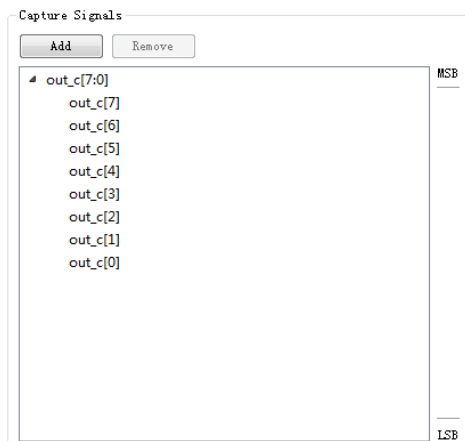 Capture Signals
Add Remove
MSB
out_c[7:0]
out_c[7]
out_c[6]
out_c[5]
out_c[4]
out_c[3]
out_c[2]
out_c[1]
out_c[0]
LSB